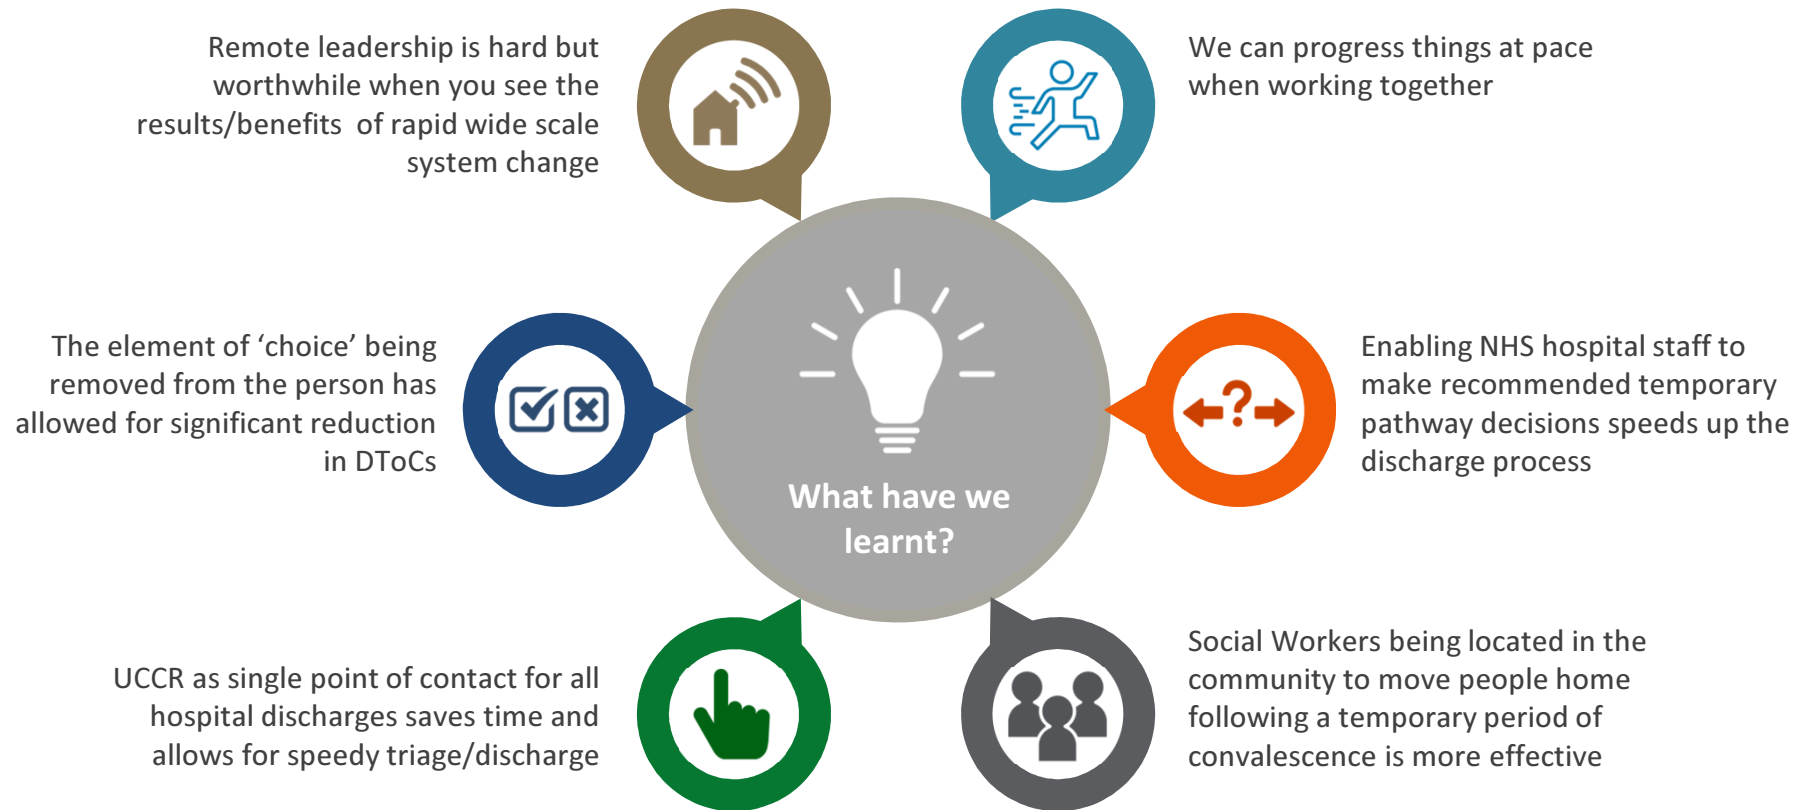 Remote leadership is hard but
worthwhile when you see the
results/benefits  of rapid wide scale
system change
We can progress things at pace
when working together
The element of ‘choice’ being
removed from the person has
allowed for significant reduction
in DToCs
?
Enabling NHS hospital staff to
make recommended temporary
pathway decisions speeds up the
discharge process
What have we
learnt?
UCCR as single point of contact for all
hospital discharges saves time and
allows for speedy triage/discharge
Social Workers being located in the
community to move people home
following a temporary period of
convalescence is more effective